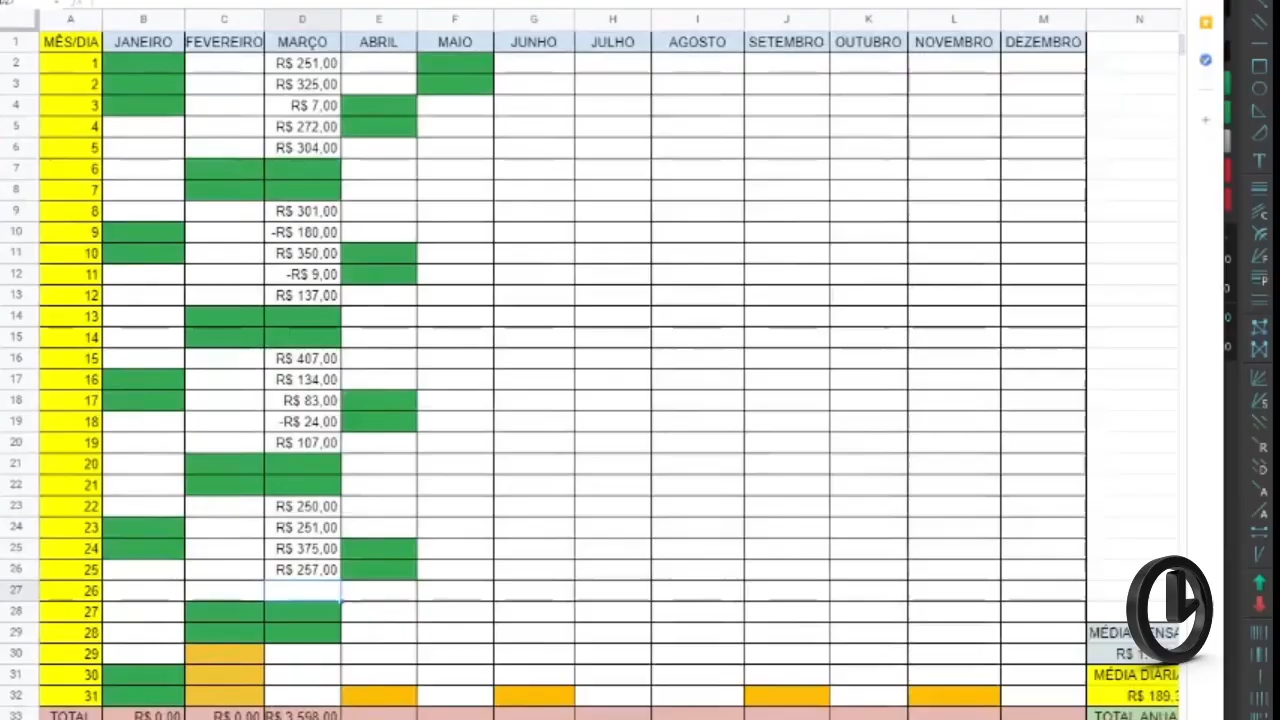 A B C D E F G H I J K L M N
1 MÊS/DIA JANEIRO FEVEREIRO MARÇO ABRIL MAIO JUNHO JULHO AGOSTO SETEMBRO OUTUBRO NOVEMBRO DEZEMBRO
2 1 R$ 251,00
3 2 R$ 325,00
4 3 R$ 7,00
5 4 R$ 272,00
6 5 R$ 304,00
7 6
8 7
9 8 R$ 301,00
10 9 -R$ 180,00
11 10 R$ 350,00
12 11 -R$ 9,00
13 12 R$ 137,00
14 13
15 14
16 15 R$ 407,00
17 16 R$ 134,00
18 17 R$ 83,00
19 18 -R$ 24,00
20 19 R$ 107,00
21 20
22 21
23 22 R$ 250,00
24 23 R$ 251,00
25 24 R$ 375,00
26 25 R$ 257,00
27 26
28 27
29 28 MÉDIA
30 29 R$
31 30 MÉDIA DIÁRIA
32 31 R$ 189,3
33 TOTAL R$ 0,00 R$ 0,00 R$ 3.598,00 TOTAL ANUA